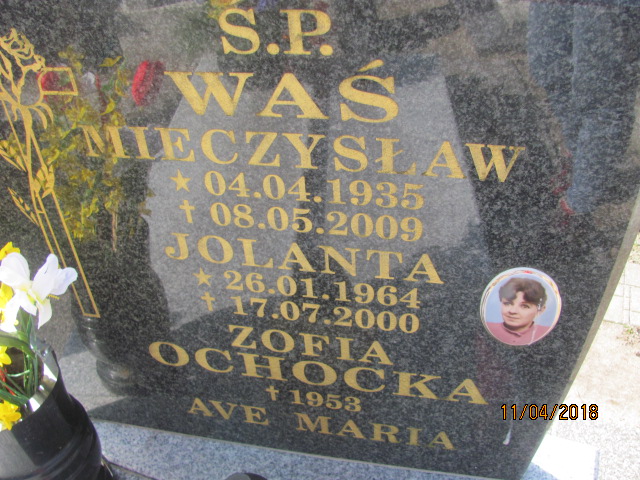 Ś.P.
WAŚ
MIECZYSŁAW
★ 04.04.1935
✝ 08.05.2009
JOLANTA
★ 26.01.1964
✝ 17.07.2000
ZOFIA
OCHOCKA
✝ 1953
AVE MARIA
11/04/2018